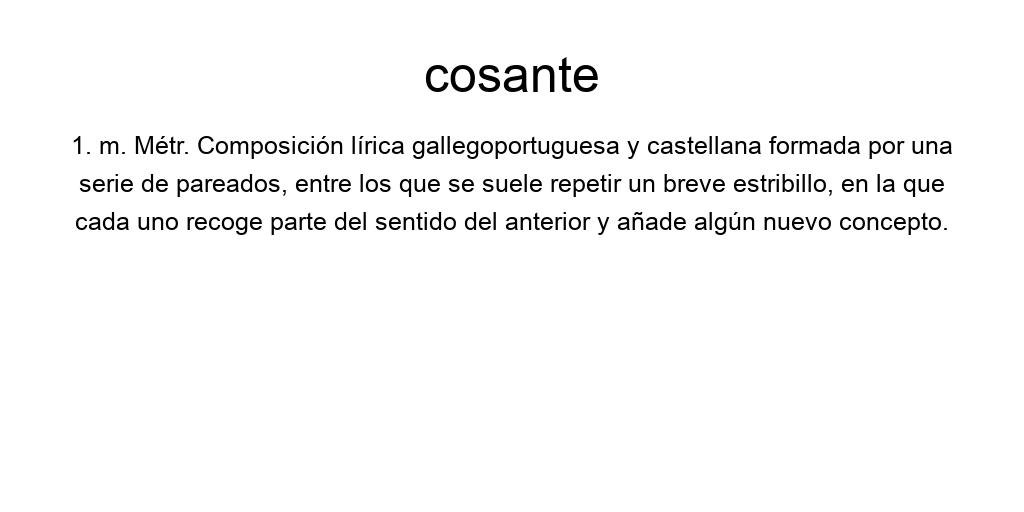 cosante
1. m. Métr. Composición lírica gallegoportuguesa y castellana formada por una
serie de pareados, entre los que se suele repetir un breve estribillo, en la que
cada uno recoge parte del sentido del anterior y añade algún nuevo concepto.